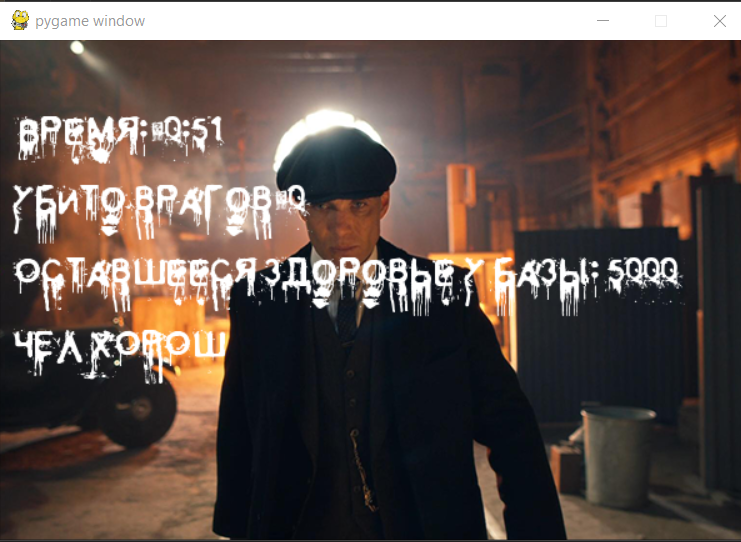 pygame window
ВРЕМЯ: 0:51
УБИТО ВРАГОВ 0
ОСТАВШЕЕСЯ ЗДОРОВЬЕ У БАЗЫ: 5000
ЧЕЛ ХОРОШ